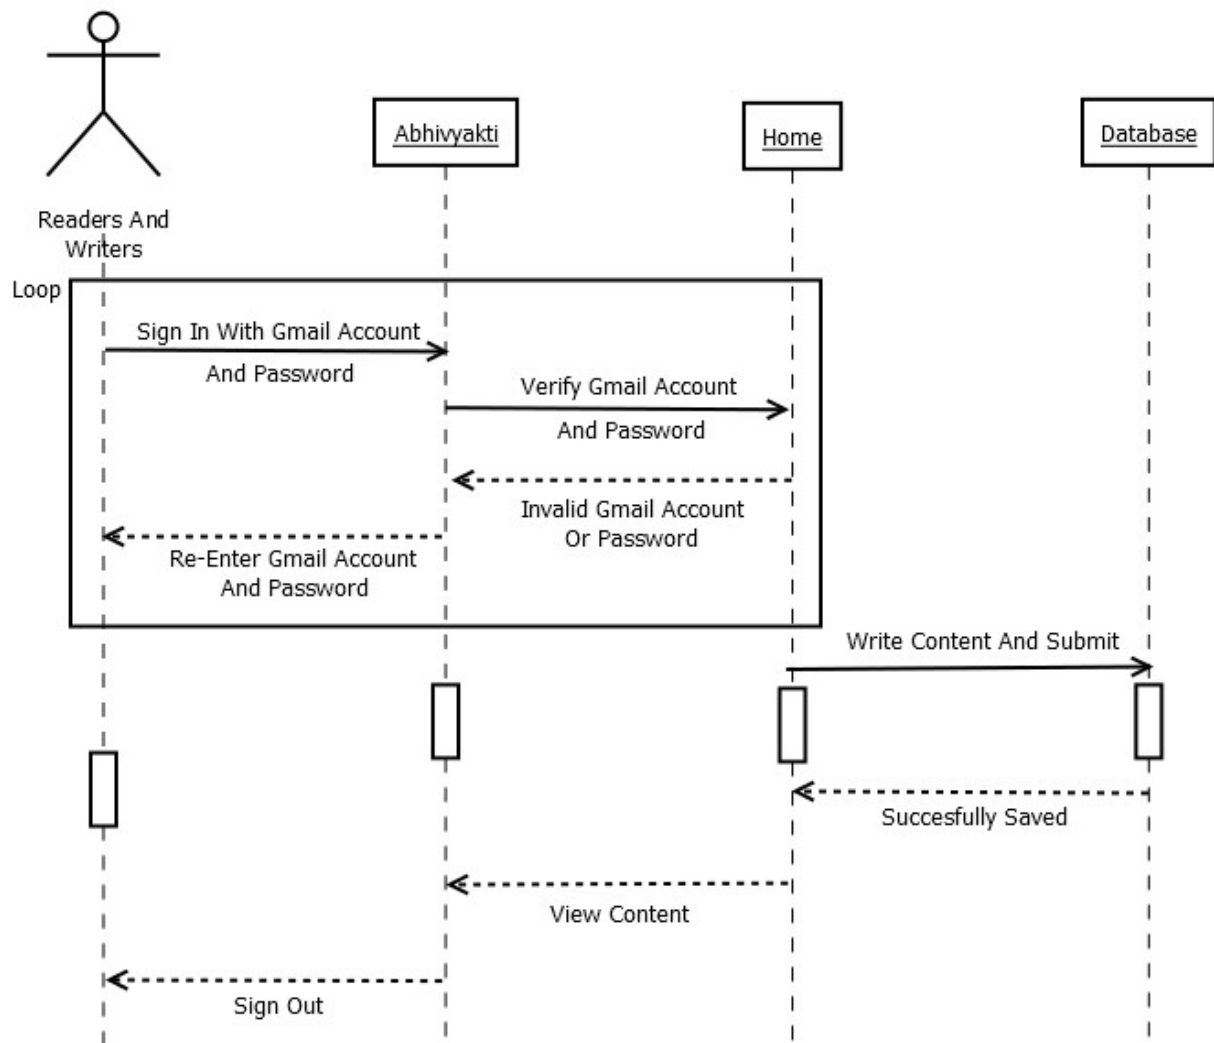 Abhivyakti
Home
Database
Readers And
Writers
Loop
Sign In With Gmail Account
And Password
Verify Gmail Account
And Password
Invalid Gmail Account
Or Password
Re-Enter Gmail Account
And Password
Write Content And Submit
Succesfully Saved
View Content
Sign Out